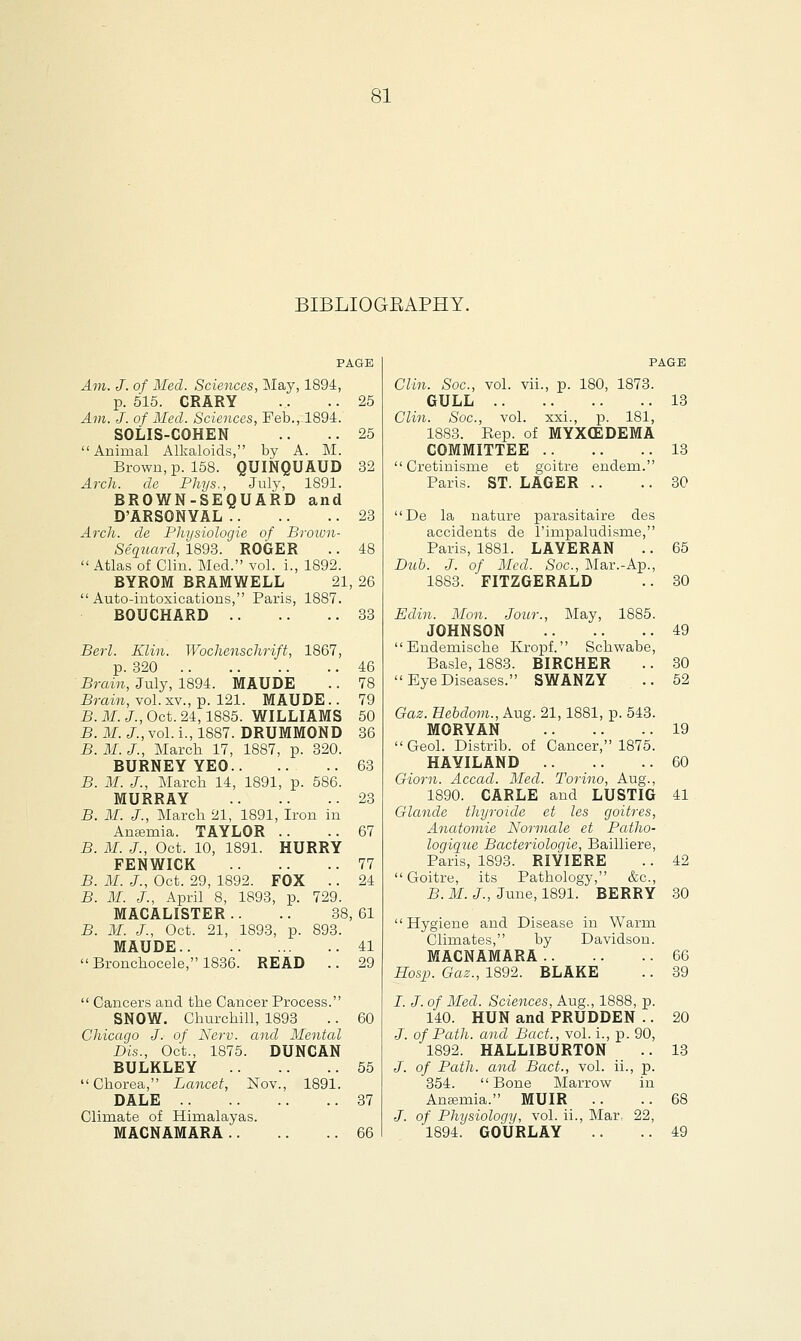 81
BIBLIOGRAPHY.
PAGE
Am. J. of Med. Sciences, May, 1894,
p. 515. CRARY .. .. 25
Am. J. of Med. Sciences, Feb., 1894.
SOLIS-COHEN .. .. 25
"Animal Alkaloids," by A. M.
Brown, p. 158. QUINQUAUD 32
Arch. de Phys., July, 1891.
BROWN-SEQUARD and
D'ARSONYAL .. .. .. 23
Arch. de Physiologie of Brown-
Séquard, 1893. ROGER .. 48
"Atlas of Clin. Med." vol. i., 1892.
BYROM BRAMWELL 21, 26
"Auto-intoxications," Paris, 1887.
BOUCHARD .. .. .. 33
Berl. Klin. Wochenschrift, 1867,
p. 320 .. .. .. .. 46
Brain, July, 1894. MAUDE .. 78
Brain, vol. xv., p. 121. MAUDE .. 79
B. M. J., Oct. 24, 1885. WILLIAMS 50
B. M. J., vol. i., 1887. DRUMMOND 36
B. M. J., March 17, 1887, p. 320.
BURNEY YEO .. .. .. 63
B. M. J., March 14, 1891, p. 586.
MURRAY .. .. .. 23
B. M. J., March 21, 1891, Iron in
Anæmia. TAYLOR .. .. 67
B. M. J., Oct. 10, 1891. HURRY
FENWICK .. .. .. 77
B. M. J., Oct. 29, 1892. FOX .. 24
B. M. J., April 8, 1893, p. 729.
MACALISTER .. .. 38, 61
B. M. J., Oct. 21, 1893, p. 893.
MAUDE .. .. ... .. 41
"Bronchocele," 1836. READ .. 29
"Cancers and the Cancer Process."
SNOW. Churchill, 1893 .. 60
Chicago J. of Nerv. and Mental
Dis., Oct., 1875. DUNCAN
BULKLEY .. .. .. 55
"Chorea," Lancet, Nov., 1891.
DALE .. .. .. .. 37
Climate of Himalayas.
MACNAMARA .. .. .. 66
PAGE
Clin. Soc., vol. vii., p. 180, 1873.
GULL .. .. .. .. 13
Clin. Soc., vol. xxi., p. 181,
1883. Rep. of MYXŒDEMA
COMMITTEE .. .. .. 13
"Cretinisme et goitre endem."
Paris. ST. LAGER .. .. 30
"De la nature parasitaire des
accidents de l'impaludisme,"
Paris, 1881. LAYERAN .. 65
Dub. J. of Med. Soc., Mar.-Ap.,
1883. FITZGERALD .. 30
Edin. Mon. Jour., May, 1885.
JOHNSON .. .. .. 49
"Endemische Kropf." Schwabe,
Basle, 1883. BIRCHER .. 30
"Eye Diseases." SWANZY .. 52
Gaz. Hebdom., Aug. 21, 1881, p. 543.
MORYAN .. .. .. 19
"Geol. Distrib. of Cancer," 1875.
HAYILAND .. .. .. 60
Giorn. Accad. Med. Torino, Aug.,
1890. CARLE and LUSTIG 41
Glande thyroide et les goitres,
Anatomie Normale et Patho-
logique Bacteriologie, Bailliere,
Paris, 1893. RIYIERE .. 42
"Goitre, its Pathology," &c.,
B. M. J., June, 1891. BERRY 30
"Hygiene and Disease in Warm
Climates," by Davidson.
MACNAMARA .. .. .. 66
Hosp. Gaz., 1892. BLAKE .. 39
I. J. of Med. Sciences, Aug., 1888, p.
140. HUN and PRUDDEN .. 20
J. of Path. and Bact., vol. i., p. 90,
1892. HALLIBURTON .. 13
J. of Path. and Bact., vol. ii., p.
354. "Bone Marrow in
Anæmia." MUIR .. .. 68
J. of Physiology, vol. ii., Mar. 22,
1894. GOURLAY .. .. 49